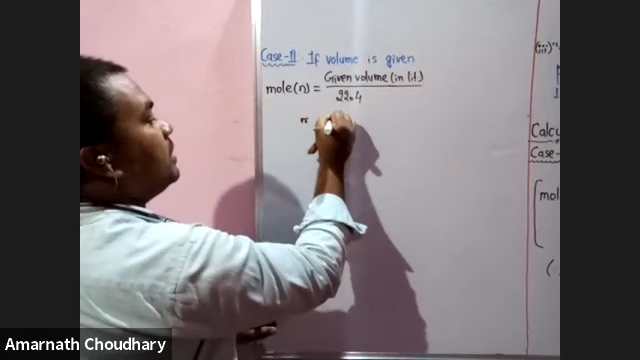 Case-II. If volume is given
mole(n) = Given volume (in lit.)
22.4
Calcu
Case-
mol
(
Amarnath Choudhary